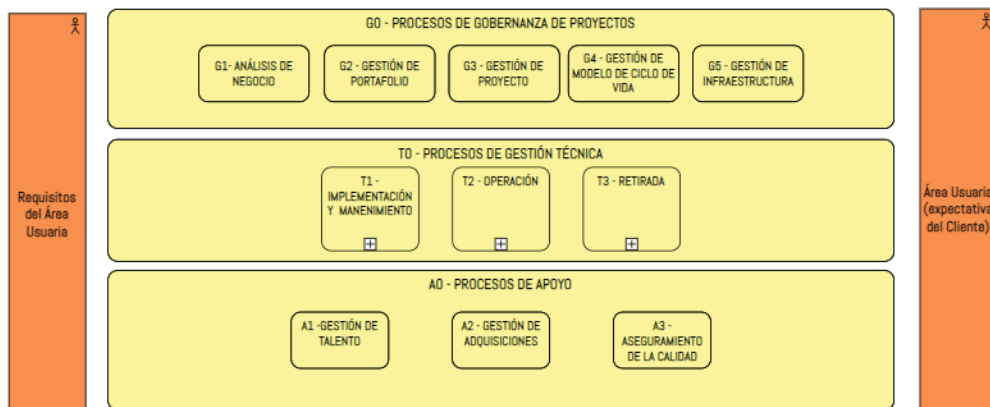 G0 - PROCESOS DE GOBERNANZA DE PROYECTOS
G1- ANÁLISIS DE
NEGOCIO
G2 - GESTIÓN DE
PORTAFOLIO
G3 - GESTIÓN DE
PROYECTO
G4 - GESTIÓN DE
MODELO DE CICLO DE
VIDA
G5 - GESTIÓN DE
INFRAESTRUCTURA
T0 - PROCESOS DE GESTIÓN TÉCNICA
T1 -
IMPLEMENTACIÓN
Y MANENIMIENTO
T2 - OPERACIÓN
T3 - RETIRADA
Requisitos
del Área
Usuaria
Área Usuaria
(expectativa
del Cliente)
A0 - PROCESOS DE APOYO
A1 -GESTIÓN DE
TALENTO
A2 - GESTIÓN DE
ADQUISICIONES
A3 -
ASEGURAMIENTO
DE LA CALIDAD